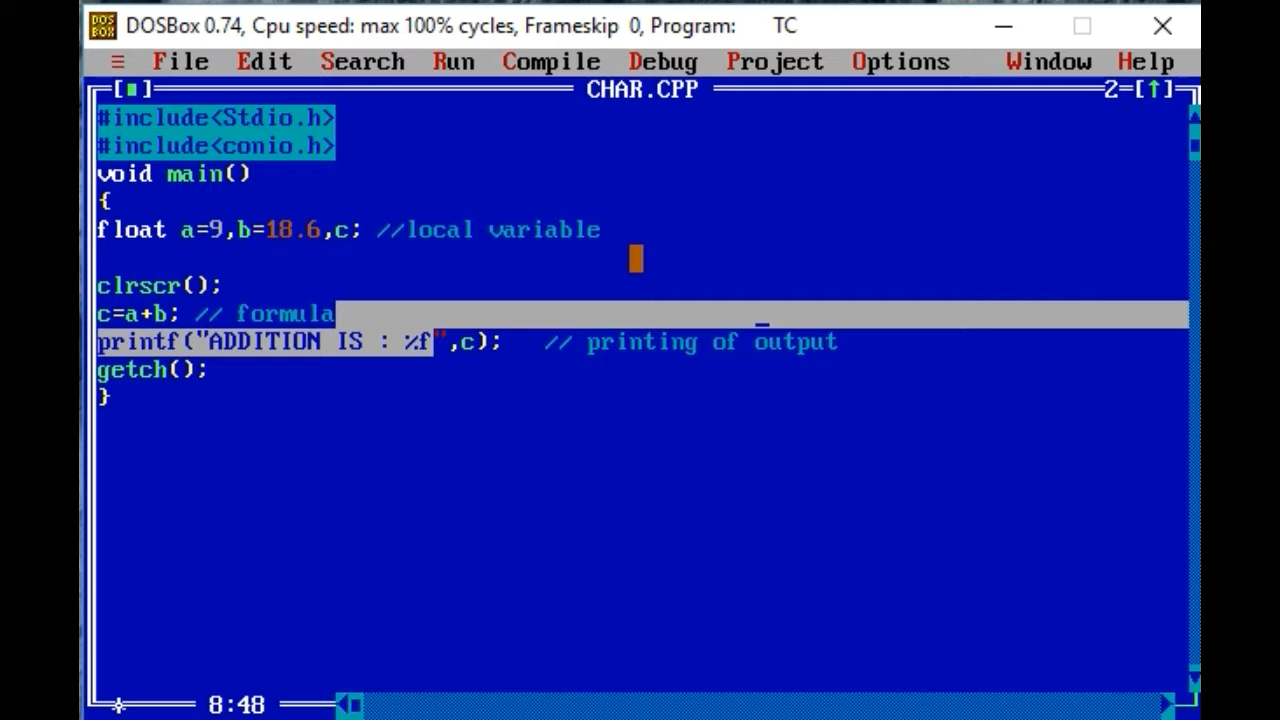 DOS BOX DOSBox 0.74, Cpu speed: max 100% cycles, Frameskip 0, Program: TC
≡ File Edit Search Run Compile Debug Project Options Window Help
[■] CHAR.CPP 2=[↑]
#include<Stdio.h>
#include<conio.h>
void main()
{
float a=9,b=18.6,c; //local variable
clrscr();
c=a+b; // formula
printf("ADDITION IS : %f",c); // printing of output
getch();
}
8:48